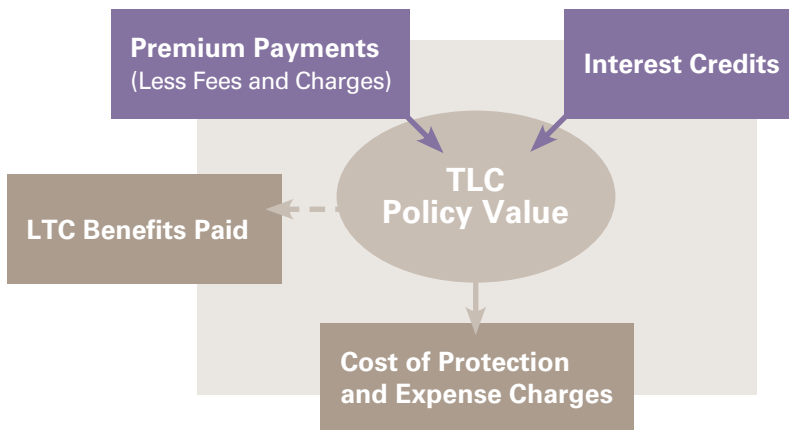 Premium Payments
(Less Fees and Charges)
Interest Credits
TLC
Policy Value
LTC Benefits Paid
Cost of Protection
and Expense Charges